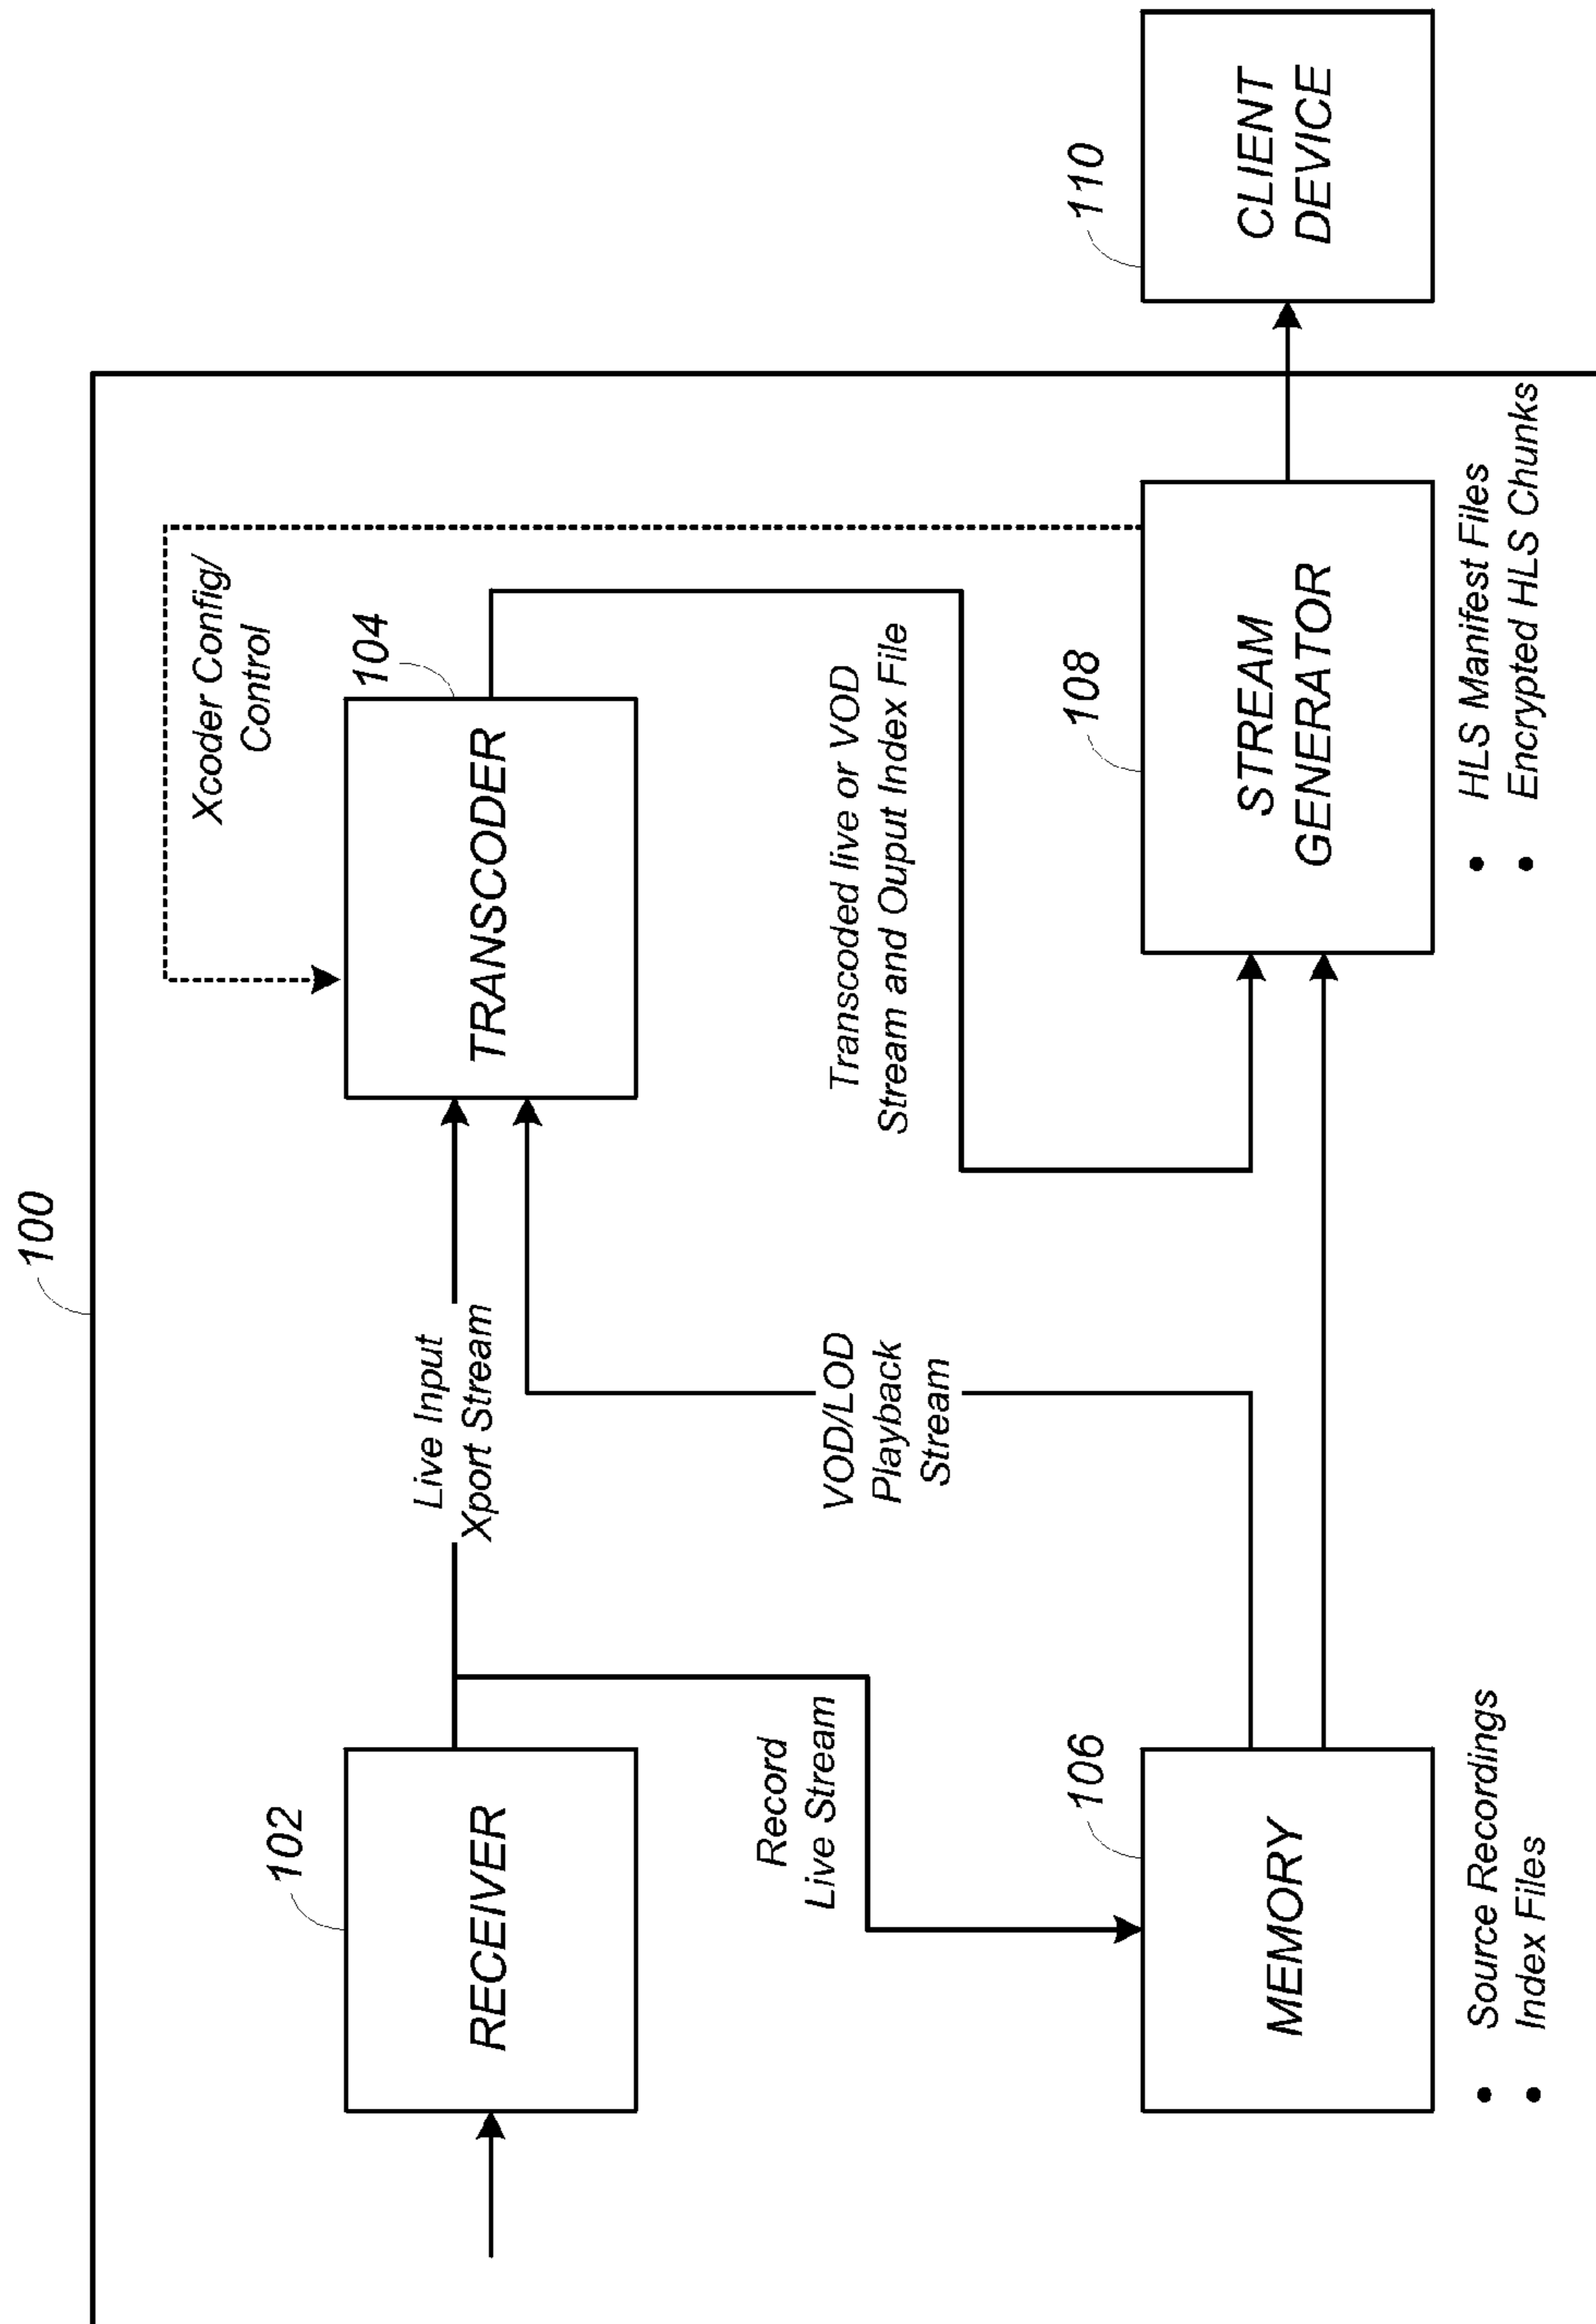 100
Xcoder Config/
Control
102
RECEIVER
Live Input
Xport Stream
104
TRANSCODER
Record
Live Stream
VOD/LOD
Playback
Stream
Transcoded live or VOD
Stream and Ouput Index File
106
MEMORY
• Source Recordings
• Index Files
108
STREAM
GENERATOR
• HLS Manifest Files
• Encrypted HLS Chunks
110
CLIENT
DEVICE